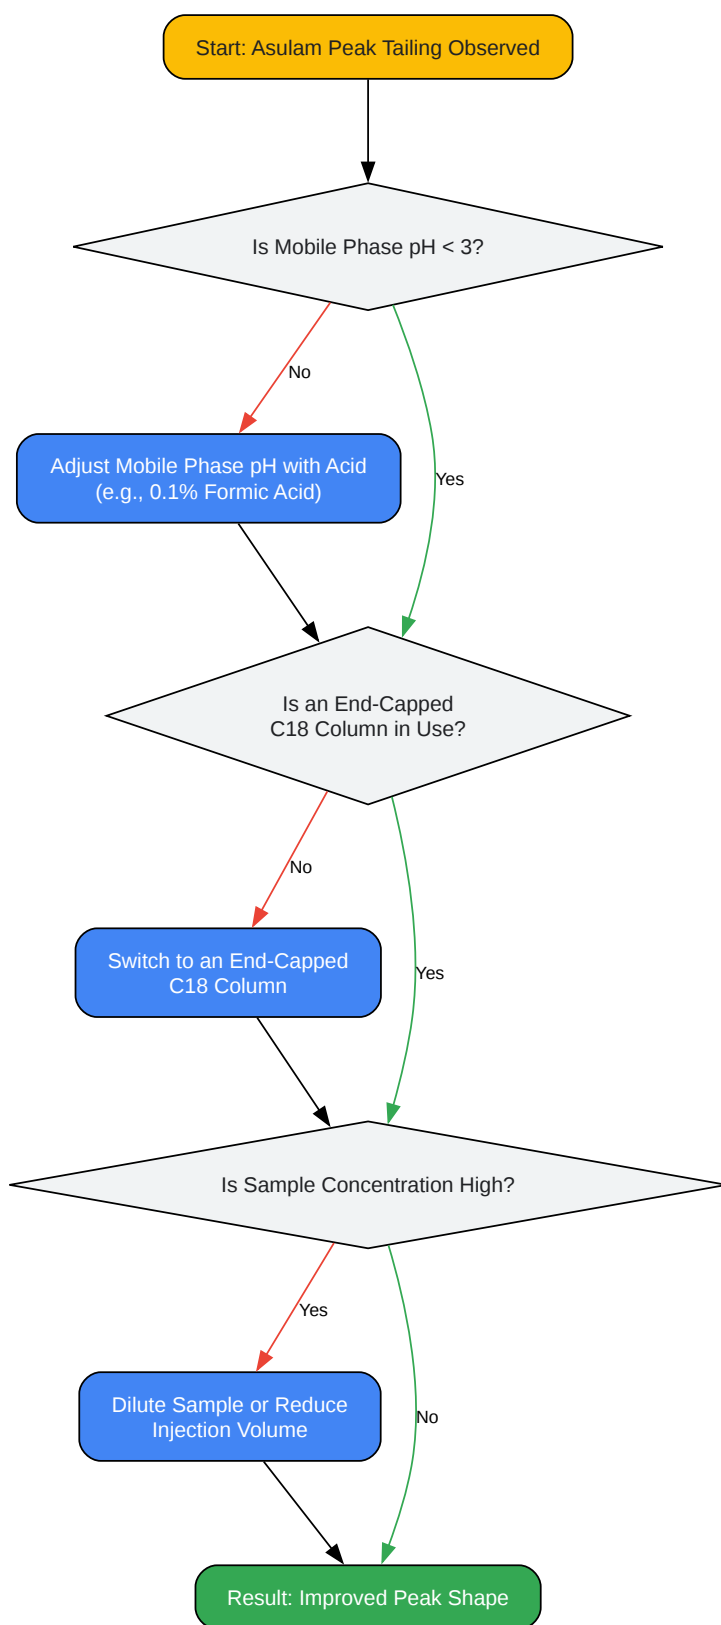 Start: Asulam Peak Tailing Observed
Is Mobile Phase pH < 3?
No
Adjust Mobile Phase pH with Acid
(e.g., 0.1% Formic Acid)
Yes
Is an End-Capped
C18 Column in Use?
No
Switch to an End-Capped
C18 Column
Yes
Is Sample Concentration High?
Yes
Dilute Sample or Reduce
Injection Volume
No
Result: Improved Peak Shape